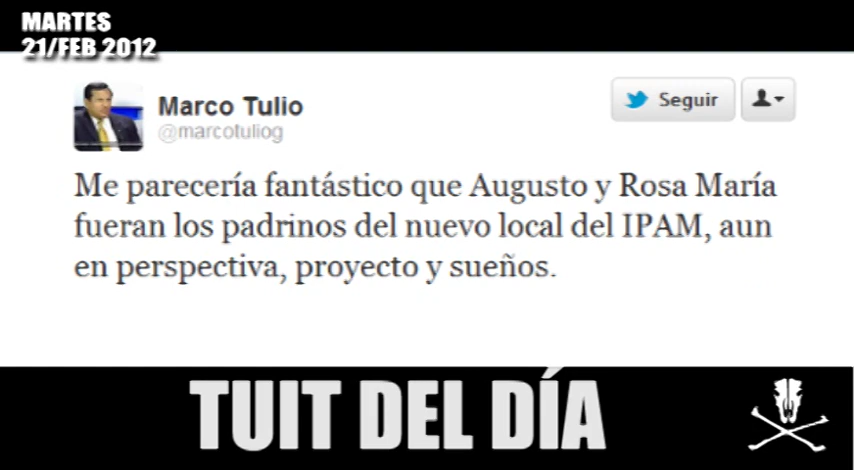 MARTES
21/FEB 2012
Marco Tulio
@marcotuliog
Seguir
Me parecería fantástico que Augusto y Rosa María
fueran los padrinos del nuevo local del IPAM, aun
en perspectiva, proyecto y sueños.
TUIT DEL DÍA